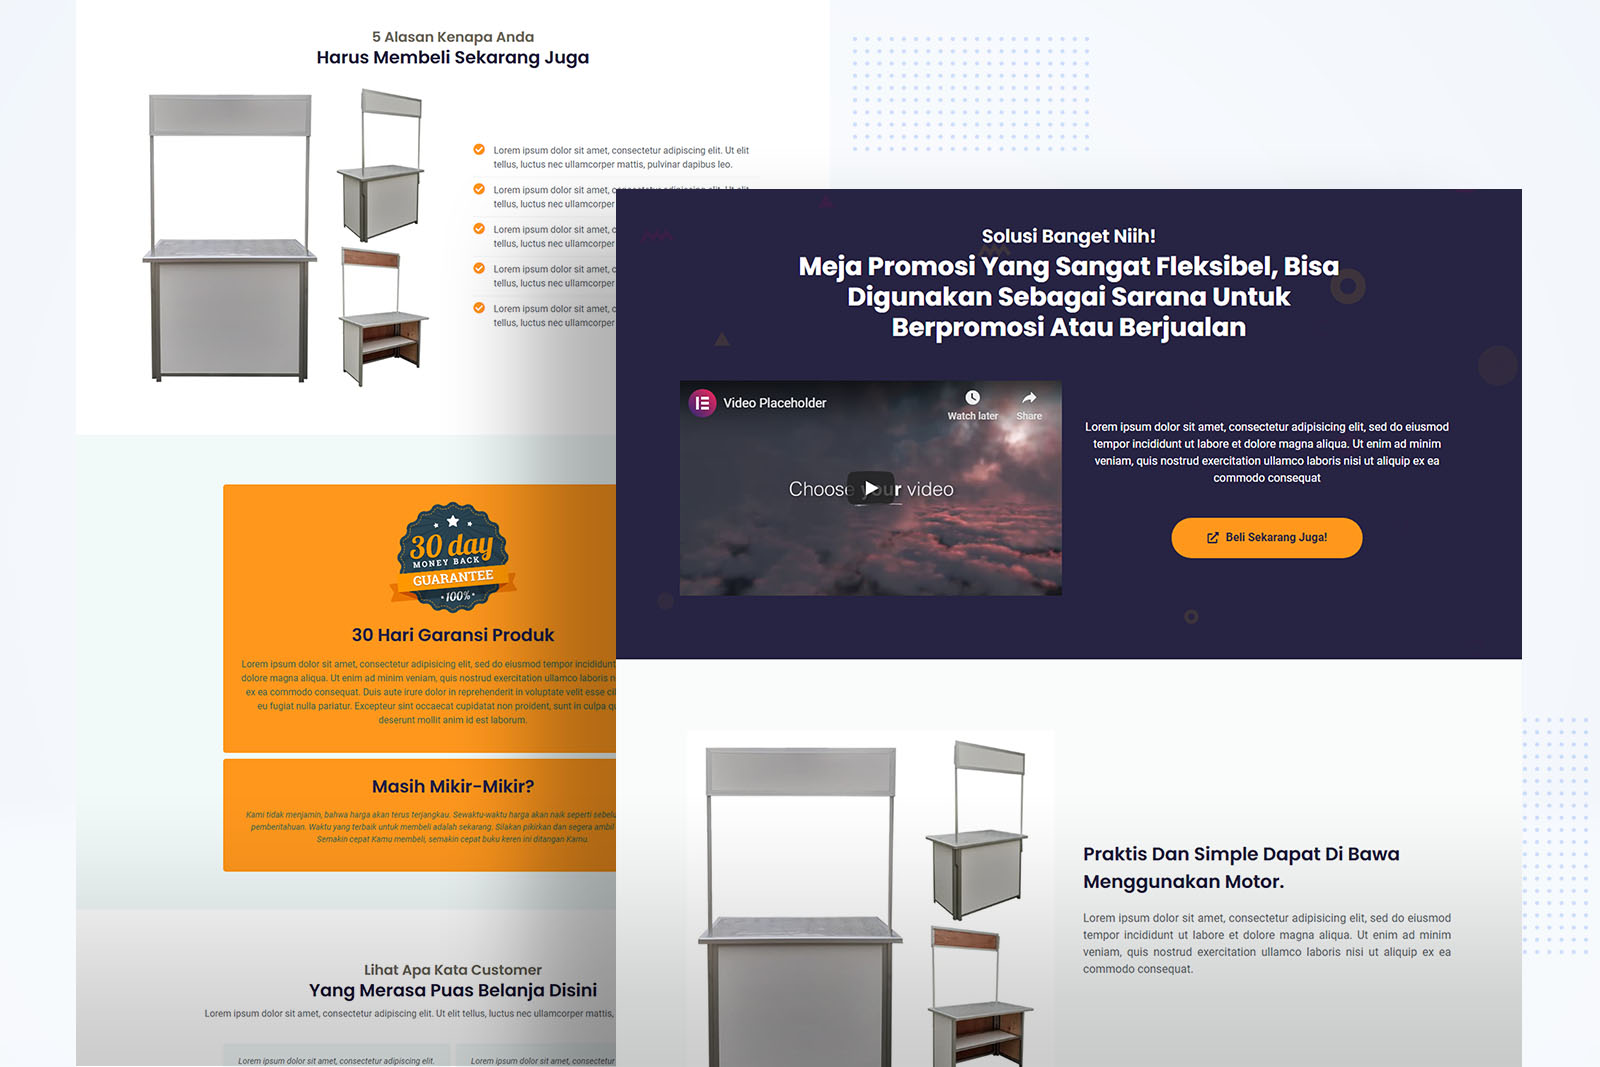 5 Alasan Kenapa Anda
Harus Membeli Sekarang Juga
Lorem ipsum dolor sit amet, consectetur adipiscing elit. Ut elit
tellus, luctus nec ullamcorper mattis, pulvinar dapibus leo.
Lorem ipsum dolor sit amet, consectetur adipiscing elit. Ut elit
tellus, luctus nec ullamcorper
Lorem ipsum dolor sit amet, c
tellus, luctus nec ullamcorper
Lorem ipsum dolor sit amet, c
tellus, luctus nec ullamcorper
Lorem ipsum dolor sit amet, c
tellus, luctus nec ullamcorper
30 day
MONEY BACK
GUARANTEE
100%
30 Hari Garansi Produk
Lorem ipsum dolor sit amet, consectetur adipisicing elit, sed do eiusmod tempor incididunt
dolore magna aliqua. Ut enim ad minim veniam, quis nostrud exercitation ullamco laboris n
ex ea commodo consequat. Duis aute irure dolor in reprehenderit in voluptate velit esse cil
eu fugiat nulla pariatur. Excepteur sint occaecat cupidatat non proident, sunt in culpa qu
deserunt mollit anim id est laborum.
Masih Mikir-Mikir?
Kami tidak menjamin, bahwa harga akan terus terjangkau. Sewaktu-waktu harga akan naik seperti sebelu
pemberitahuan. Waktu yang terbaik untuk membeli adalah sekarang. Silakan pikirkan dan segera ambil
Semakin cepat Kamu membeli, semakin cepat buku keren ini ditangan Kamu.
Lihat Apa Kata Customer
Yang Merasa Puas Belanja Disini
Lorem ipsum dolor sit amet, consectetur adipiscing elit. Ut elit tellus, luctus nec ullamcorper mattis,
Lorem ipsum dolor sit amet, consectetur adipiscing elit.
Lorem ipsum dolor sit amet, consectetur
Solusi Banget Niih!
Meja Promosi Yang Sangat Fleksibel, Bisa
Digunakan Sebagai Sarana Untuk
Berpromosi Atau Berjualan
Video Placeholder
Watch later
Share
Choose your video
Lorem ipsum dolor sit amet, consectetur adipisicing elit, sed do eiusmod
tempor incididunt ut labore et dolore magna aliqua. Ut enim ad minim
veniam, quis nostrud exercitation ullamco laboris nisi ut aliquip ex ea
commodo consequat
Beli Sekarang Juga!
Praktis Dan Simple Dapat Di Bawa
Menggunakan Motor.
Lorem ipsum dolor sit amet, consectetur adipisicing elit, sed do eiusmod
tempor incididunt ut labore et dolore magna aliqua. Ut enim ad minim
veniam, quis nostrud exercitation ullamco laboris nisi ut aliquip ex ea
commodo consequat.